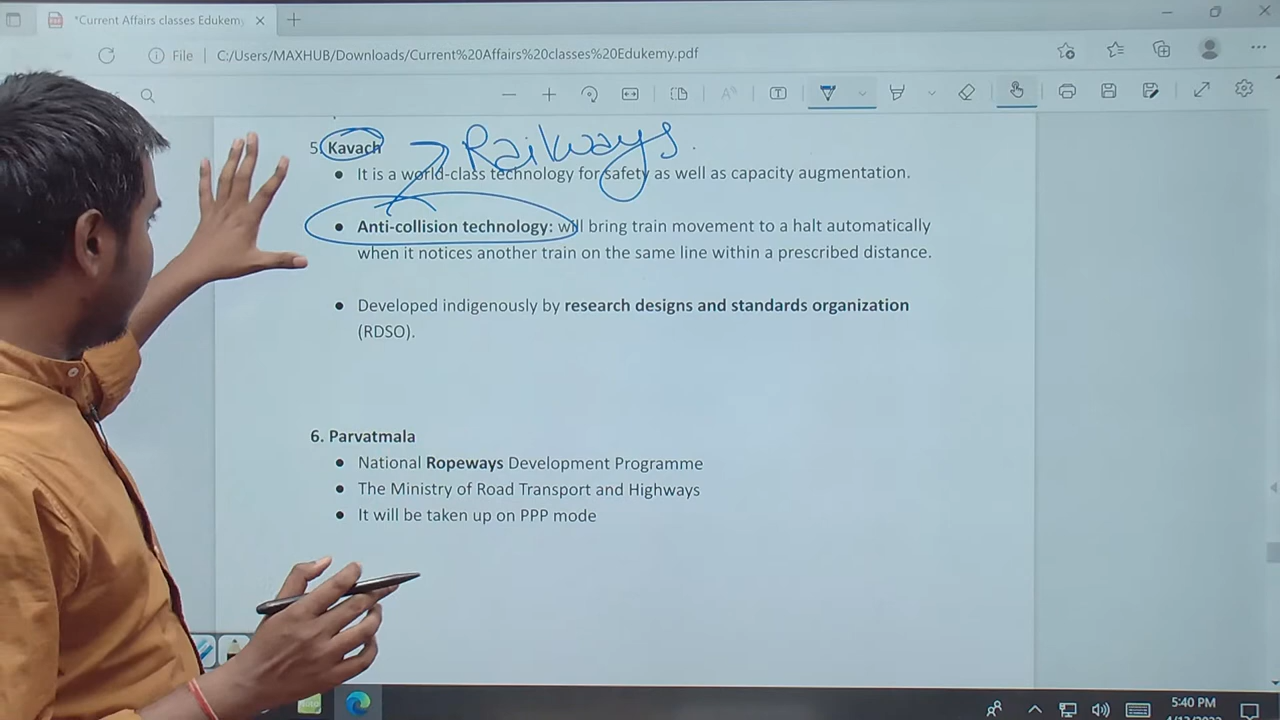 *Current Affairs classes Edukemy
File
C:/Users/MAXHUB/Downloads/Current%20Affairs%20classes%20Edukemy.pdf
5. Kavach
Railways
It is a world-class technology for safety as well as capacity augmentation.
Anti-collision technology: will bring train movement to a halt automatically
when it notices another train on the same line within a prescribed distance.
Developed indigenously by research designs and standards organization
(RDSO).
6. Parvatmala
National Ropeways Development Programme
The Ministry of Road Transport and Highways
It will be taken up on PPP mode
5:40 PM